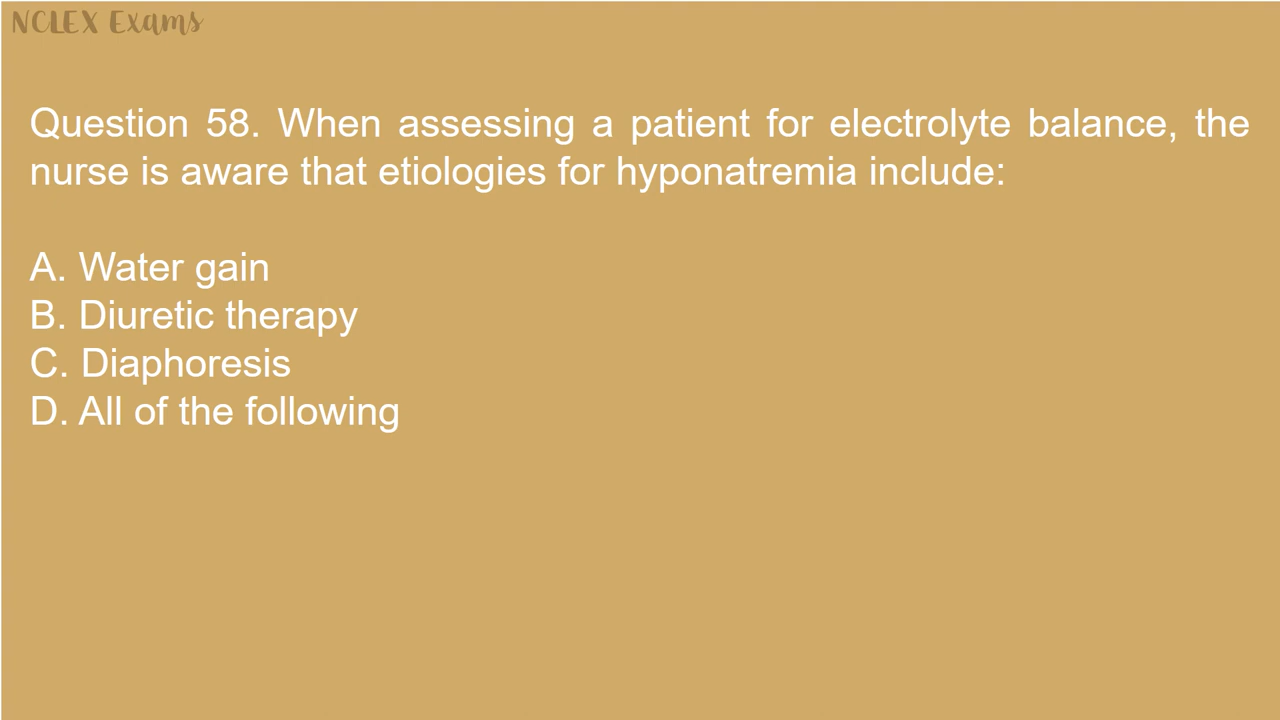 NCLEX Exams
Question 58. When assessing a patient for electrolyte balance, the
nurse is aware that etiologies for hyponatremia include:
A. Water gain
B. Diuretic therapy
C. Diaphoresis
D. All of the following